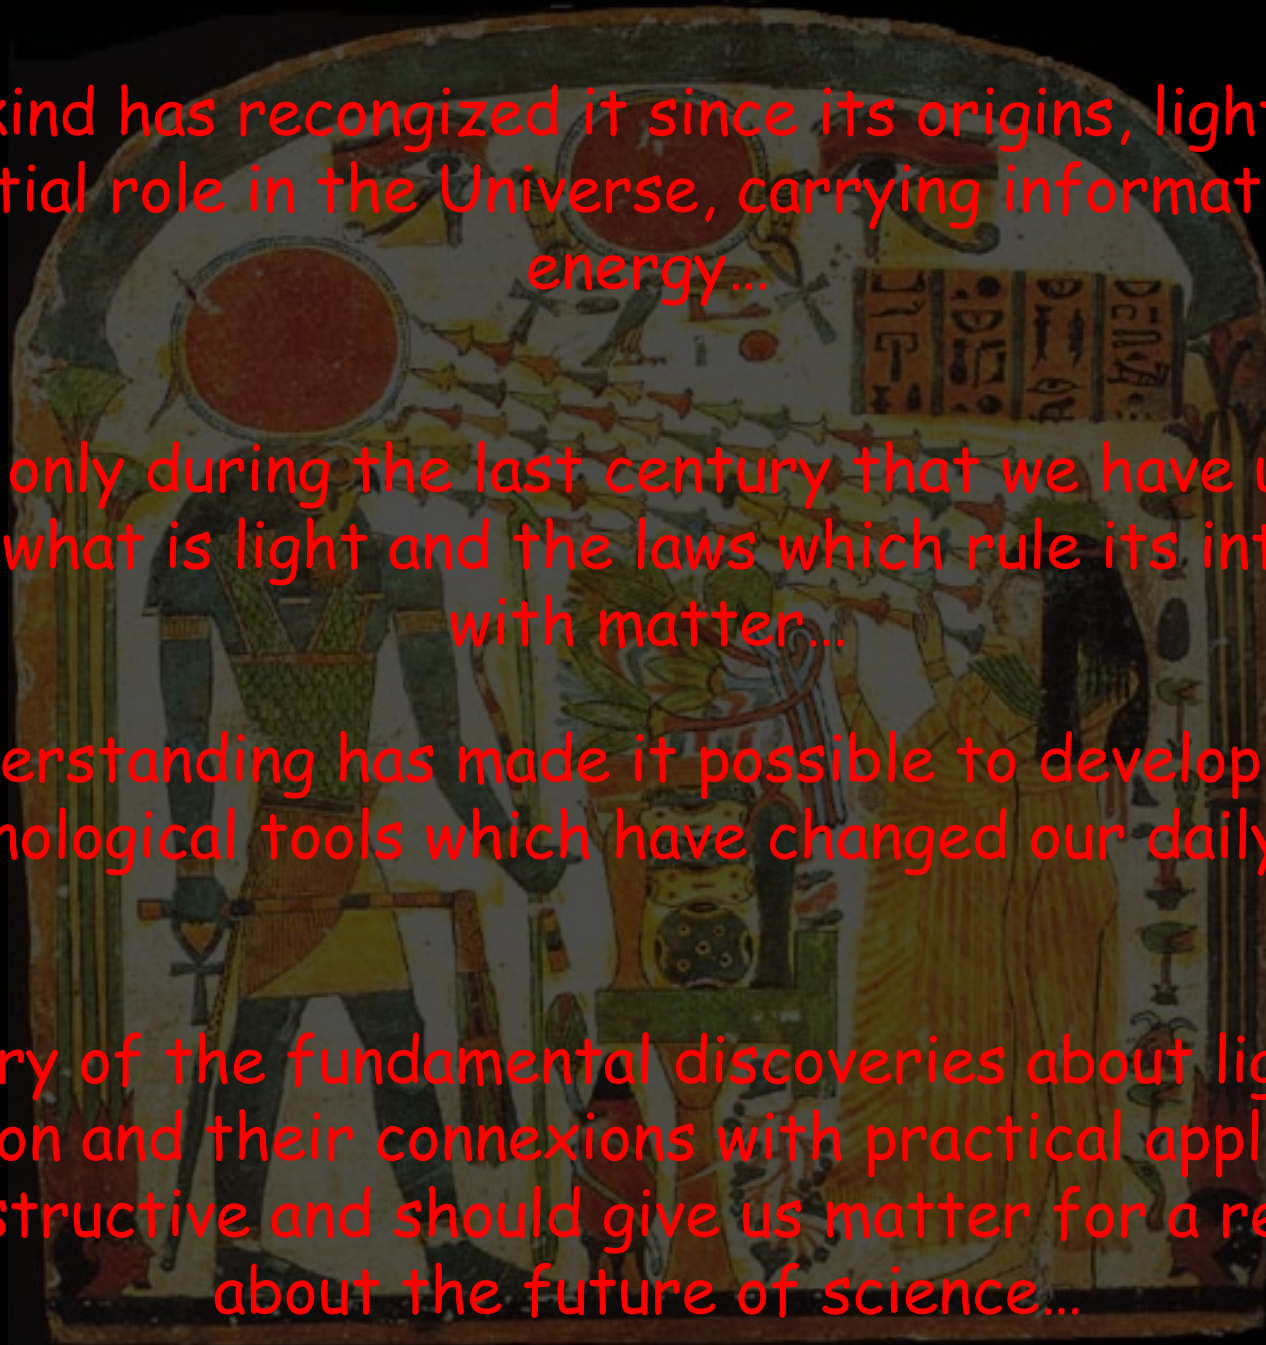 kind has recongized it since its origins, light
tial role in the Universe, carrying informat
energy...
only during the last century that we have u
what is light and the laws which rule its int
with matter...
erstanding has made it possible to develop
nological tools which have changed our daily
ry of the fundamental discoveries about lig
on and their connexions with practical appl
structive and should give us matter for a re
about the future of science...